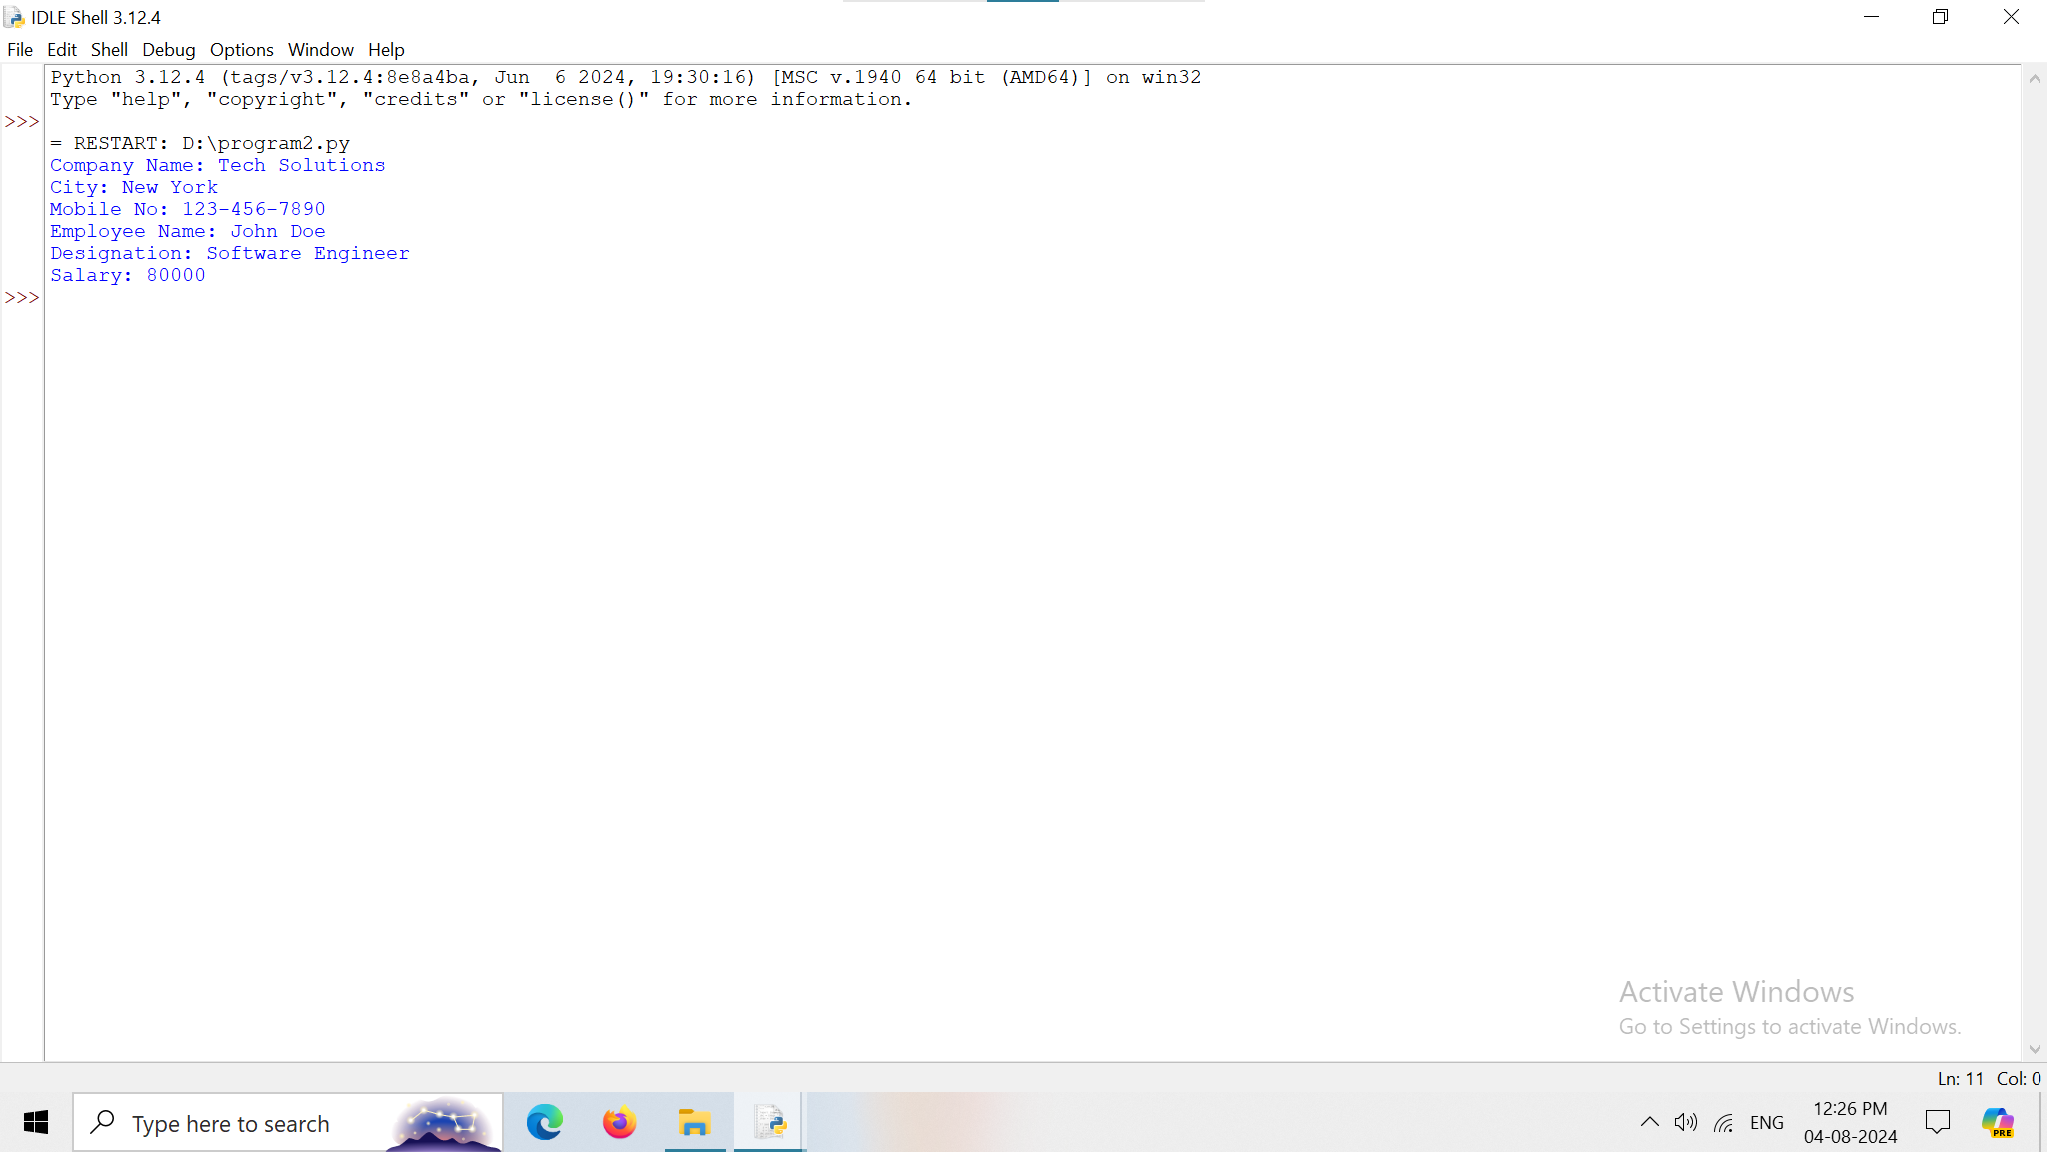 IDLE Shell 3.12.4
File Edit Shell Debug Options Window Help
Python 3.12.4 (tags/v3.12.4:8e8a4ba, Jun  6 2024, 19:30:16) [MSC v.1940 64 bit (AMD64)] on win32
Type "help", "copyright", "credits" or "license()" for more information.
>>>
= RESTART: D:\program2.py
Company Name: Tech Solutions
City: New York
Mobile No: 123-456-7890
Employee Name: John Doe
Designation: Software Engineer
Salary: 80000
>>>
Activate Windows
Go to Settings to activate Windows.
Ln: 11 Col: 0
Type here to search
ENG
12:26 PM
04-08-2024
PRE